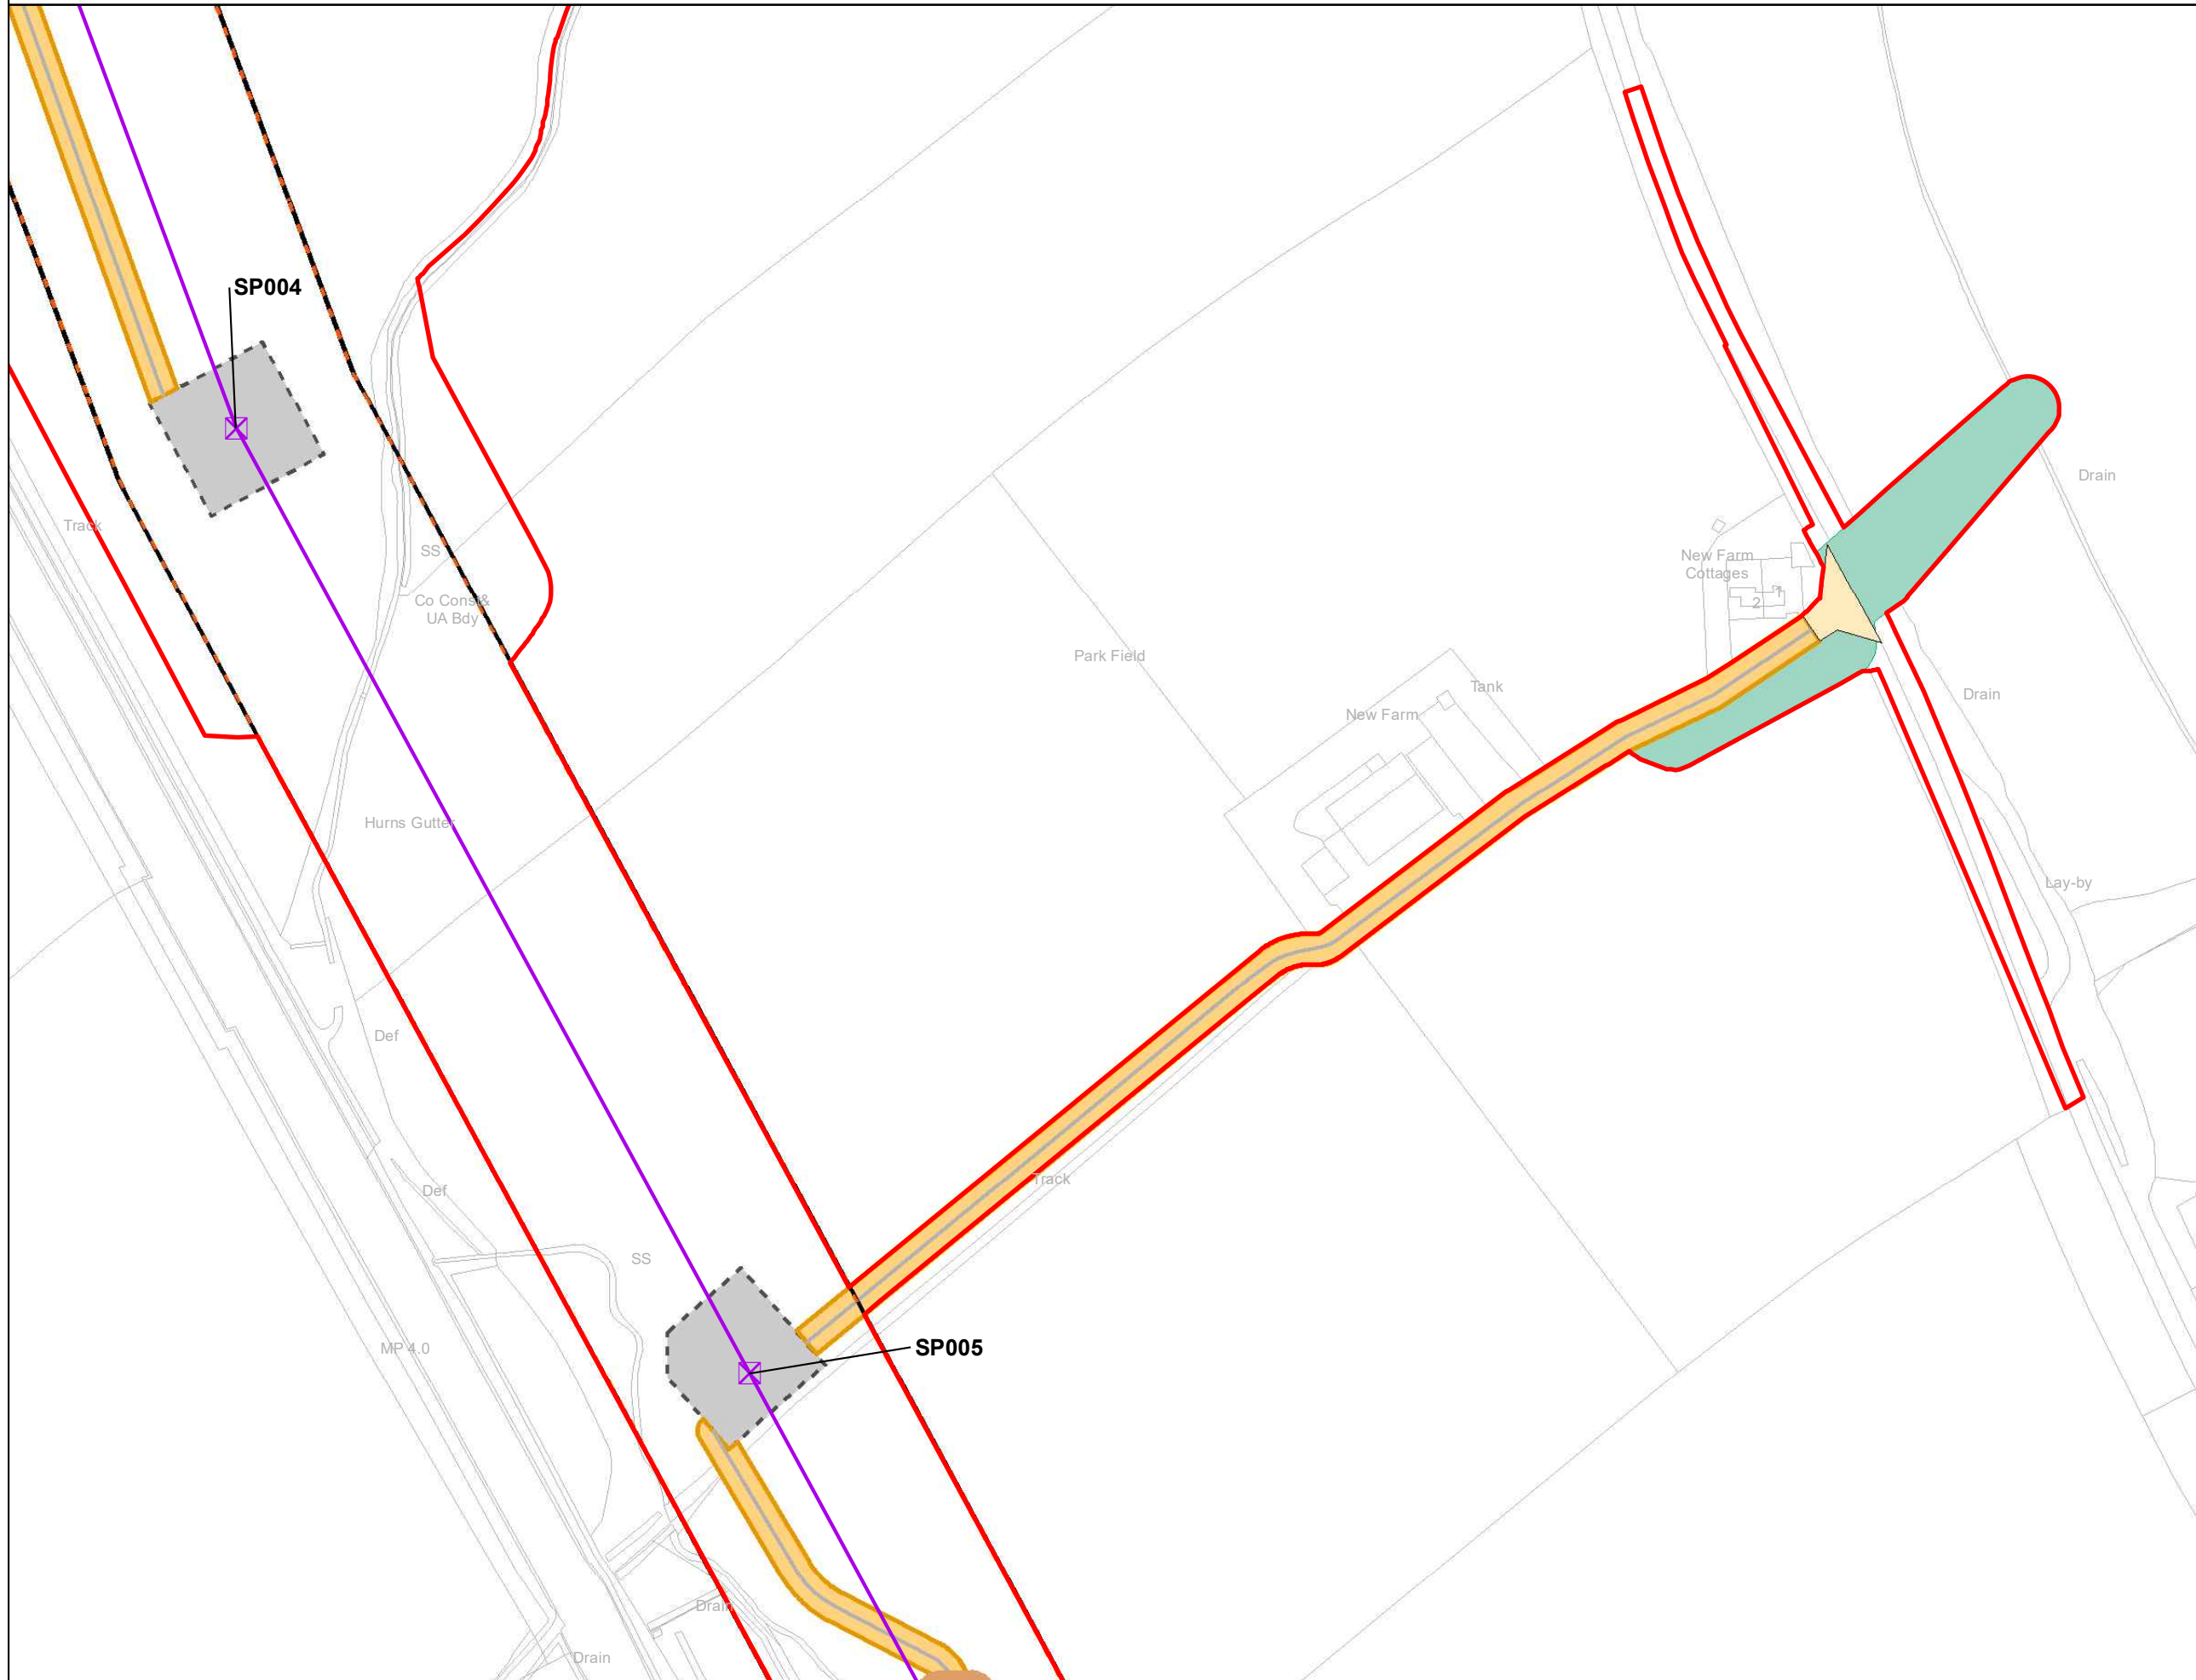 SP004
Drain
Track
SS
New Farm
Cottages
1
2
Co Const&
UA Bdy
Park Field
Tank
Drain
New Farm
Hurns Gutter
Lay-by
Def
Track
Def
SS
MP 4.0
SP005
Drain
Drain